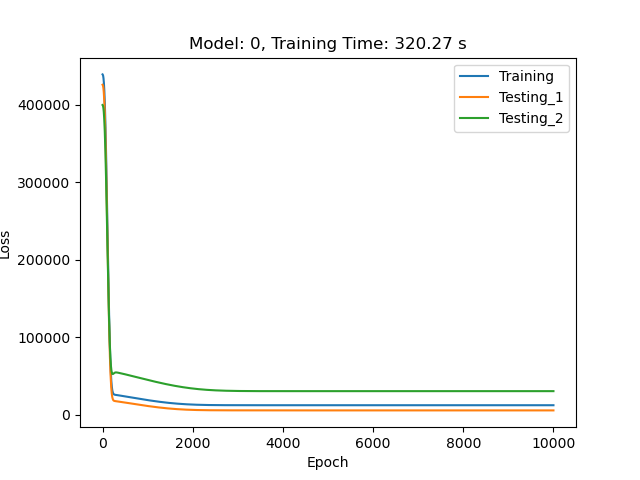 Model: 0, Training Time: 320.27 s
Training
Testing_1
Testing_2
Loss
400000
300000
200000
100000
0
0 2000 4000 6000 8000 10000
Epoch